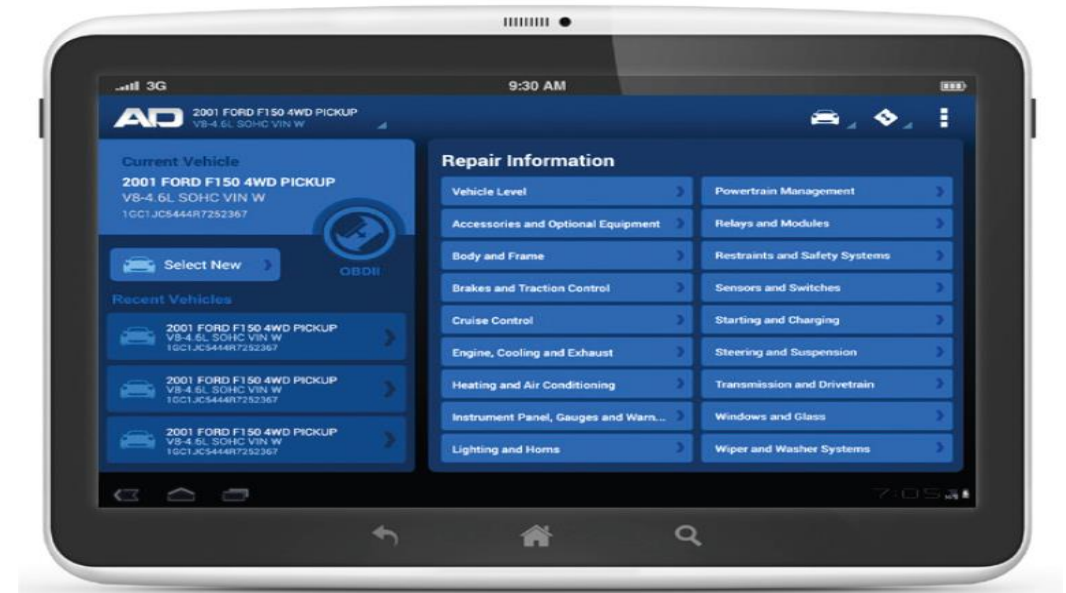 3G
9:30 AM
AD
2001 FORD F150 4WD PICKUP
V8-4.6L SOHC VIN W
Current Vehicle
2001 FORD F150 4WD PICKUP
V8-4.6L SOHC VIN W
1GC1JC5444R7252367
OBDII
Select New
Recent Vehicles
2001 FORD F150 4WD PICKUP
V8-4.6L SOHC VIN W
1GC1JC5444R7252367
2001 FORD F150 4WD PICKUP
V8-4.6L SOHC VIN W
1GC1JC5444R7252367
2001 FORD F150 4WD PICKUP
V8-4.6L SOHC VIN W
1GC1JC5444R7252367
Repair Information
Vehicle Level
Accessories and Optional Equipment
Body and Frame
Brakes and Traction Control
Cruise Control
Engine, Cooling and Exhaust
Heating and Air Conditioning
Instrument Panel, Gauges and Warn...
Lighting and Horns
Powertrain Management
Relays and Modules
Restraints and Safety Systems
Sensors and Switches
Starting and Charging
Steering and Suspension
Transmission and Drivetrain
Windows and Glass
Wiper and Washer Systems
7:05